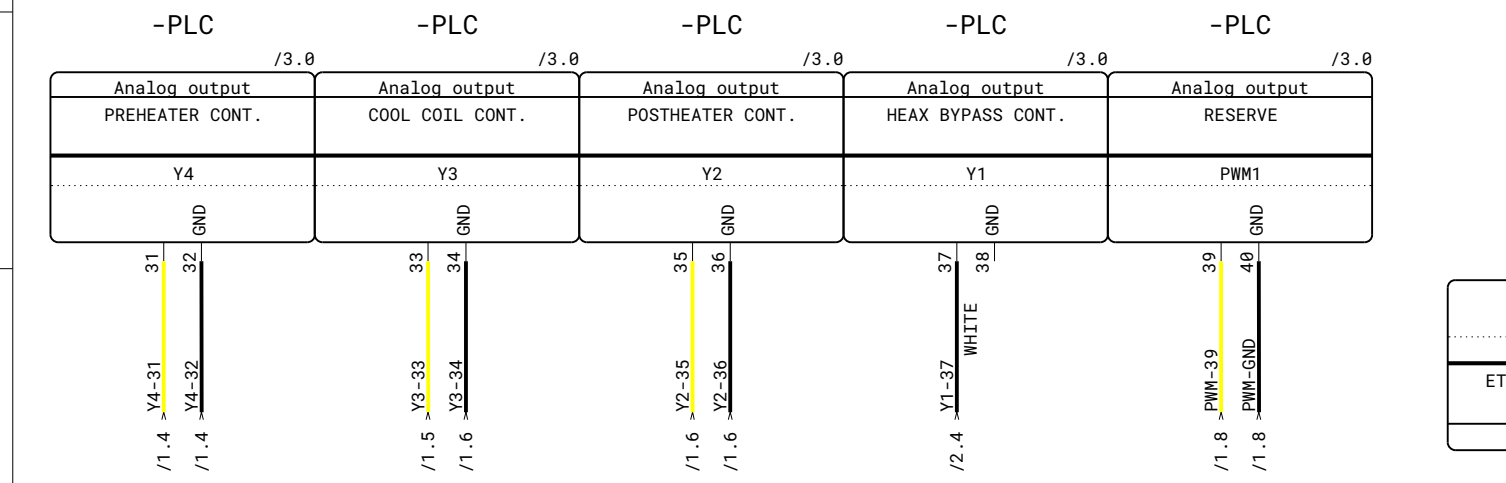 -PLC -PLC -PLC -PLC -PLC
/3.0 /3.0 /3.0 /3.0 /3.0
Analog output Analog output Analog output Analog output Analog output
PREHEATER CONT. COOL COIL CONT. POSTHEATER CONT. HEAX BYPASS CONT. RESERVE
Y4 Y3 Y2 Y1 PWM1
GND GND GND GND GND
31 32 33 34 35 36 37 38 39 40
WHITE
Y4-31 Y4-32 Y3-33 Y3-34 Y2-35 Y2-36 Y1-37 PWM-39 PWM-GND
ET
/1.4 /1.4 /1.5 /1.6 /1.6 /1.6 /2.4 /1.8 /1.8